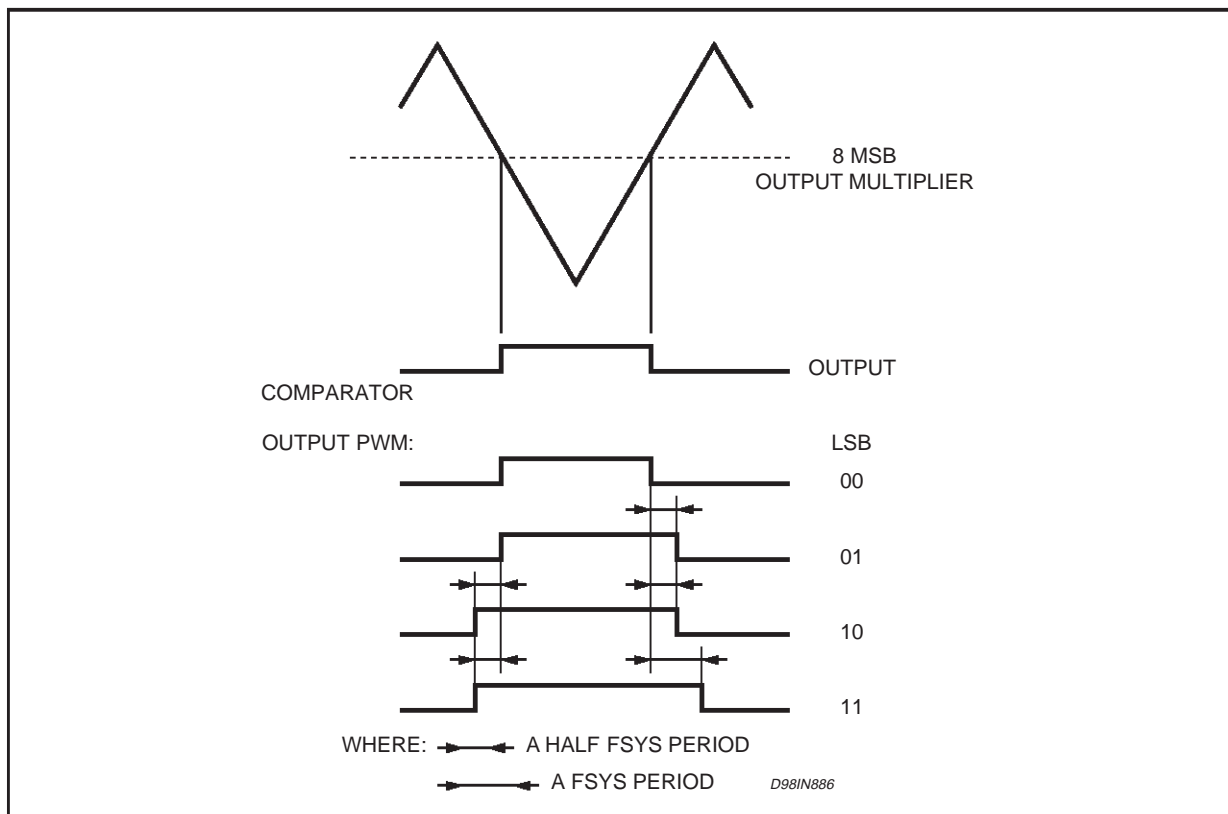 8 MSB
OUTPUT MULTIPLIER
OUTPUT
COMPARATOR
OUTPUT PWM:
LSB
00
01
10
11
WHERE:
A HALF FSYS PERIOD
A FSYS PERIOD
D98IN886